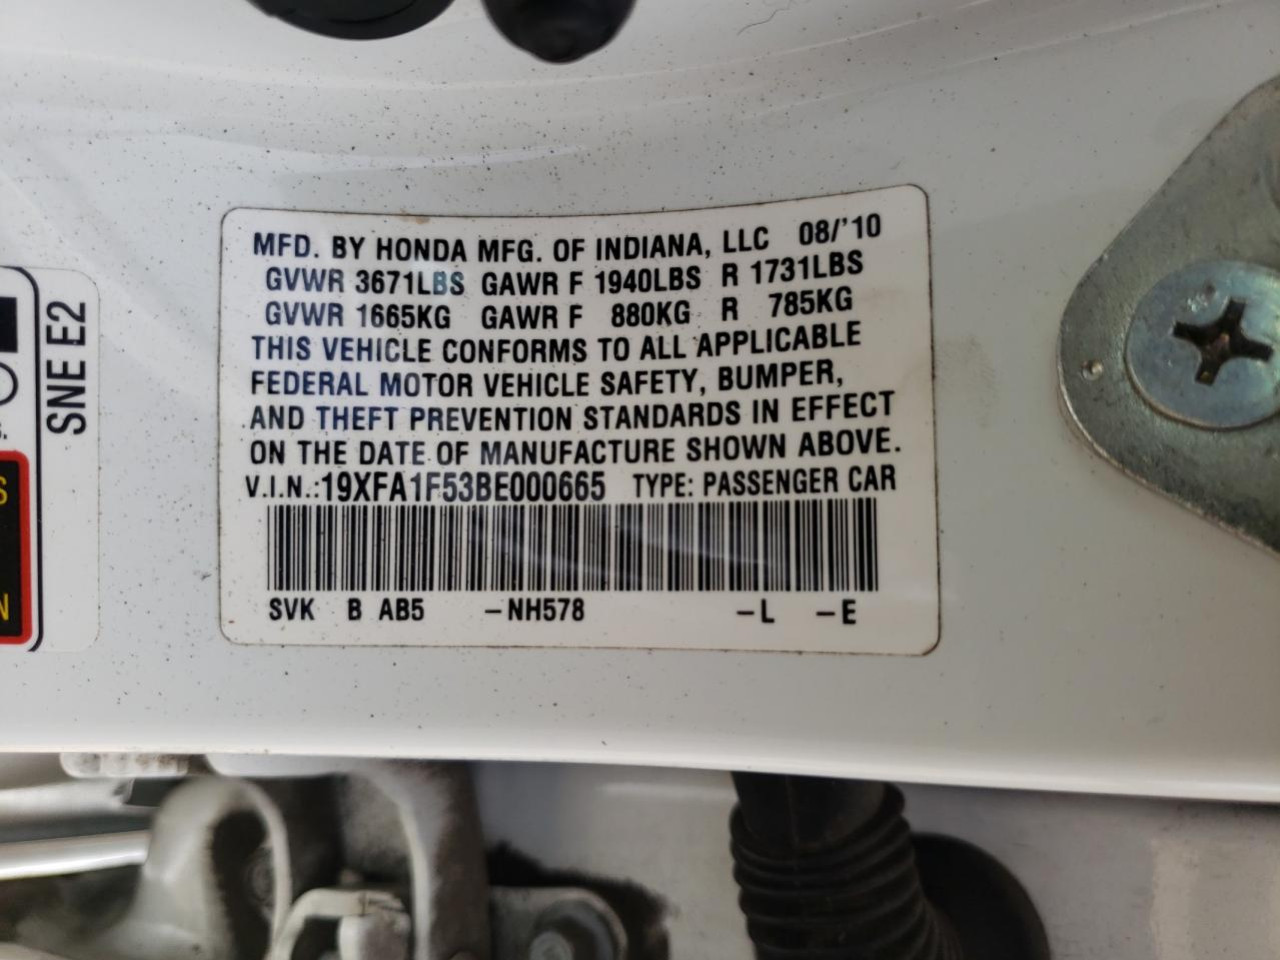 MFD. BY HONDA MFG. OF INDIANA, LLC 08/'10
GVWR 3671LBS GAWR F 1940LBS R 1731LBS
GVWR 1665KG GAWR F 880KG R 785KG
THIS VEHICLE CONFORMS TO ALL APPLICABLE
FEDERAL MOTOR VEHICLE SAFETY, BUMPER,
AND THEFT PREVENTION STANDARDS IN EFFECT
ON THE DATE OF MANUFACTURE SHOWN ABOVE.
V.I.N.:19XFA1F53BE000665 TYPE: PASSENGER CAR
SVK B AB5 –NH578 –L –E
SNE E2